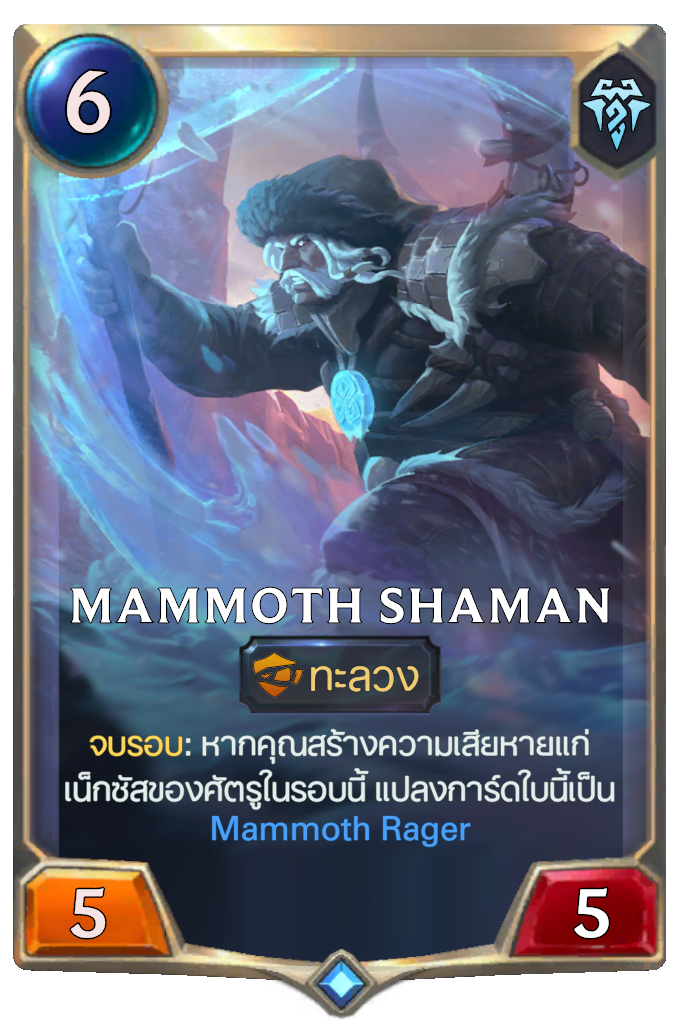 6
MAMMOTH SHAMAN
ทะลวง
จบรอบ: หากคุณสร้างความเสียหายแก่
เน็กซัสของศัตรูในรอบนี้ แปลงการ์ดใบนี้เป็น
Mammoth Rager
5
5